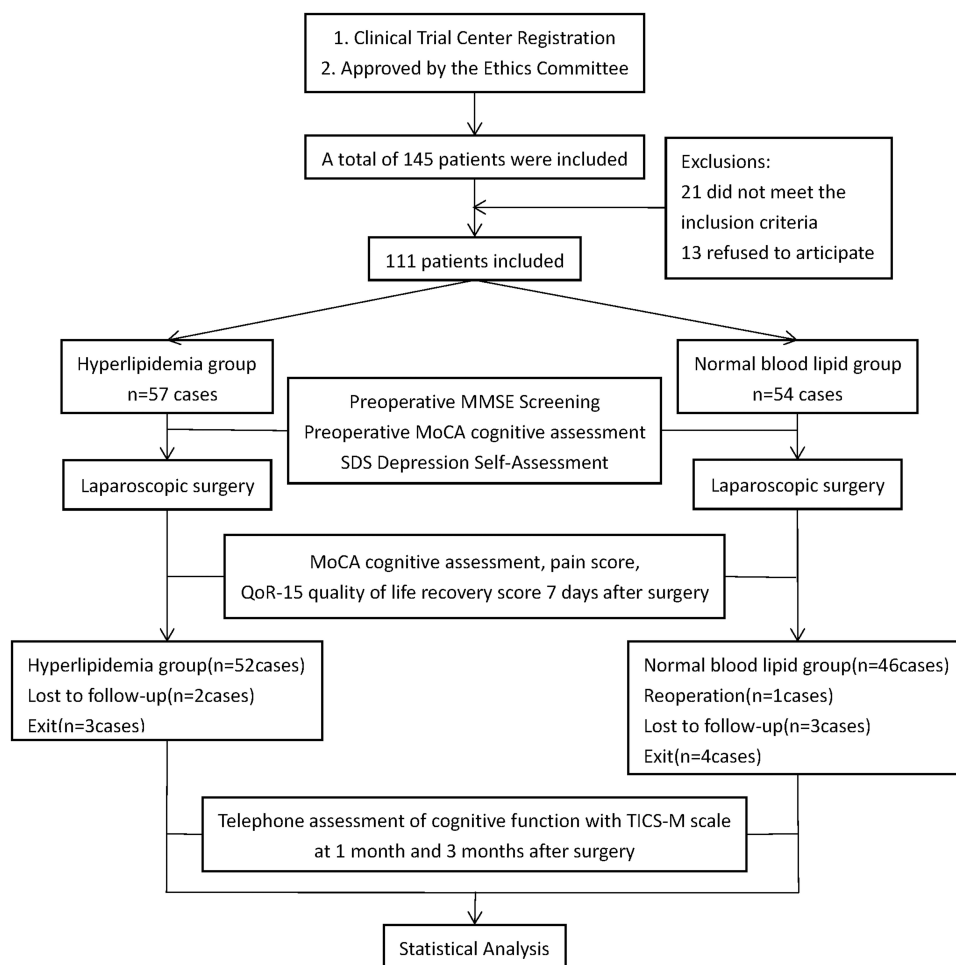 1. Clinical Trial Center Registration
2. Approved by the Ethics Committee
A total of 145 patients were included
Exclusions:
21 did not meet the
inclusion criteria
13 refused to articipate
111 patients included
Hyperlipidemia group
n=57 cases
Normal blood lipid group
n=54 cases
Preoperative MMSE Screening
Preoperative MoCA cognitive assessment
SDS Depression Self-Assessment
Laparoscopic surgery
Laparoscopic surgery
MoCA cognitive assessment, pain score,
QoR-15 quality of life recovery score 7 days after surgery
Hyperlipidemia group(n=52cases)
Lost to follow-up(n=2cases)
Exit(n=3cases)
Normal blood lipid group(n=46cases)
Reoperation(n=1cases)
Lost to follow-up(n=3cases)
Exit(n=4cases)
Telephone assessment of cognitive function with TICS-M scale
at 1 month and 3 months after surgery
Statistical Analysis